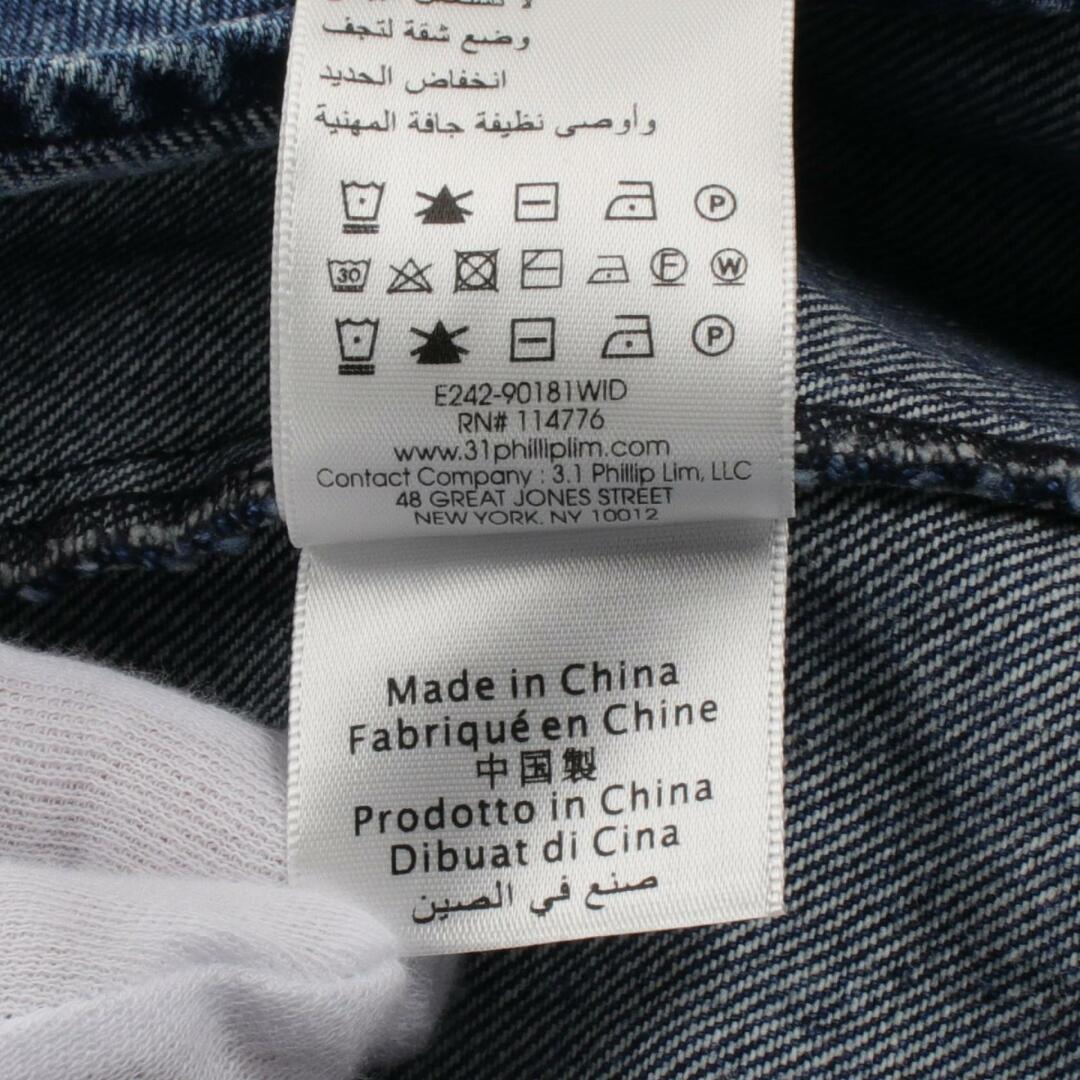 وضع شقة لتجف
انخفاض الحديد
وأوصى نظيفة جافة المهنية
P
30 F W
P
E242-90181WID
RN# 114776
www.31philliplim.com
Contact Company : 3.1 Phillip Lim, LLC
48 GREAT JONES STREET
NEW YORK, NY 10012
Made in China
Fabriqué en Chine
中国製
Prodotto in China
Dibuat di Cina
صنع في الصين